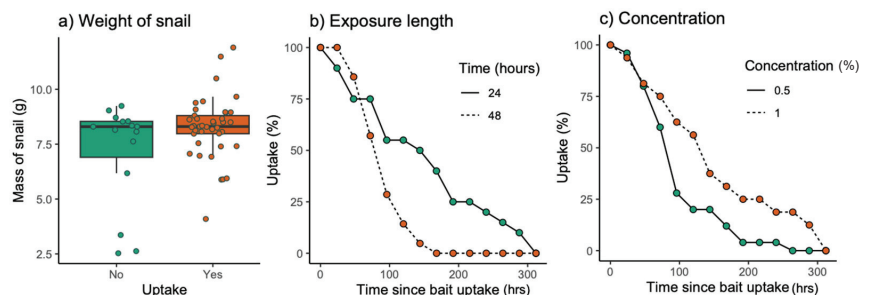 a) Weight of snail
10.0
7.5
5.0
2.5
Mass of snail (g)
No
Yes
Uptake
b) Exposure length
100%
75%
50%
25%
0%
Uptake (%)
Time (hours)
24
48
0
100
200
300
Time since bait uptake (hrs)
c) Concentration
100%
75%
50%
25%
0%
Uptake (%)
Concentration (%)
0.5
1
0
100
200
300
Time since bait uptake (hrs)